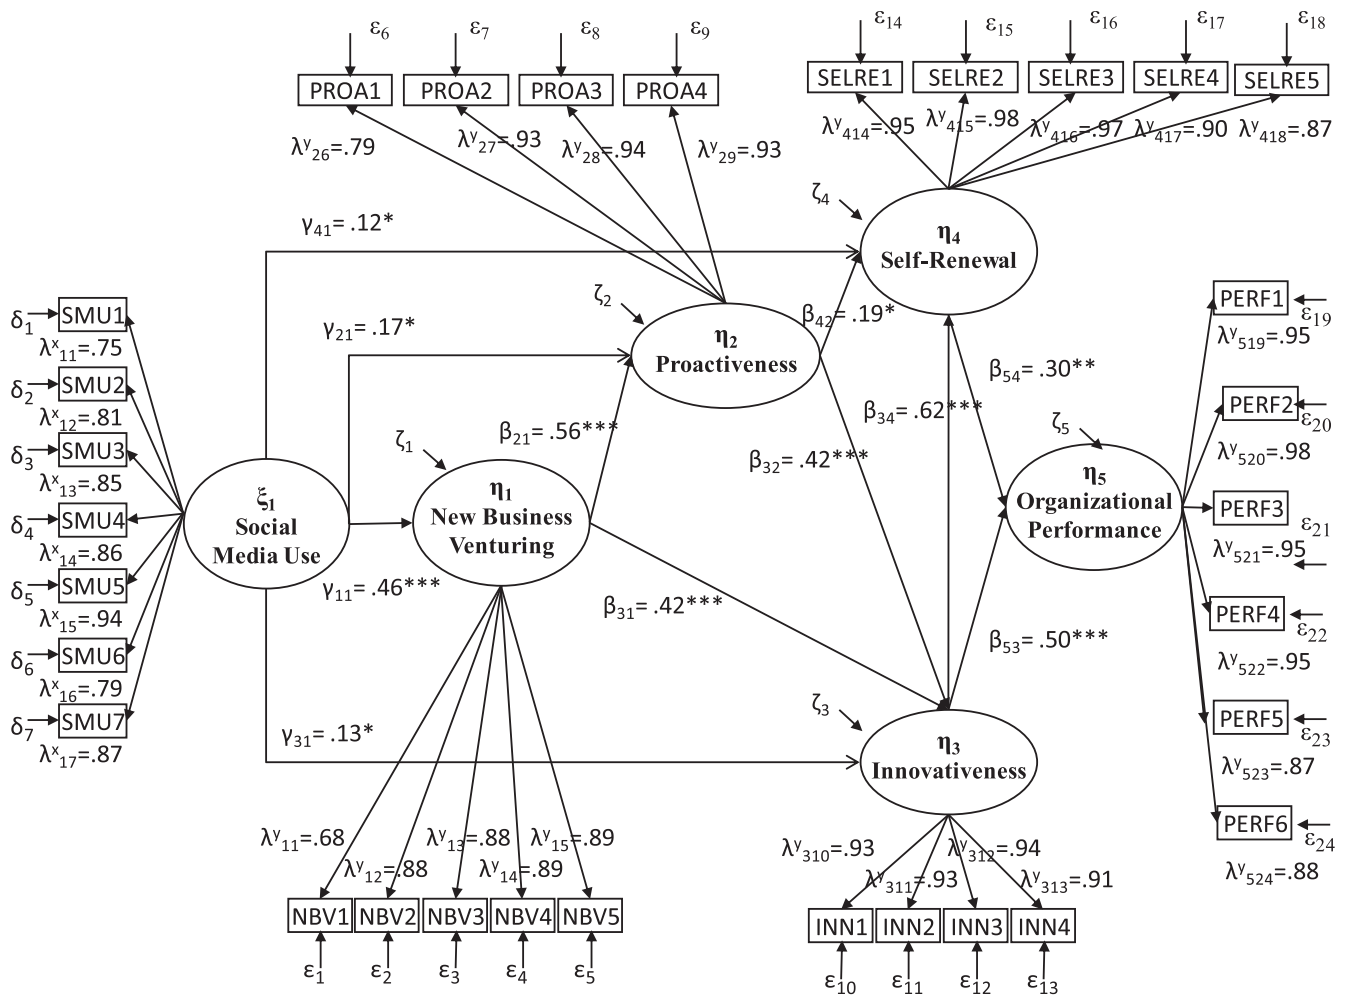 ε6 ε7 ε8 ε9
ε14 ε15 ε16 ε17 ε18
PROA1 PROA2 PROA3 PROA4
SELRE1 SELRE2 SELRE3 SELRE4 SELRE5
λy26=.79 λy27=.93 λy28=.94 λy29=.93
λy414=.95 λy415=.98 λy416=.97 λy417=.90 λy418=.87
ζ4
γ41= .12*
η4
Self-Renewal
ζ2
γ21= .17*
η2
Proactiveness
β42= .19*
δ1 SMU1
λx11=.75
δ2 SMU2
λx12=.81
δ3 SMU3
λx13=.85
δ4 SMU4
λx14=.86
δ5 SMU5
λx15=.94
δ6 SMU6
λx16=.79
δ7 SMU7
λx17=.87
ξ1
Social
Media Use
ζ1
β21= .56***
η1
New Business
Venturing
γ11= .46***
β32= .42***
β34= .62***
β54= .30**
β31= .42***
β53= .50***
ζ5
η5
Organizational
Performance
PERF1 ε19
λy519=.95
PERF2 ε20
λy520=.98
PERF3 ε21
λy521=.95
PERF4 ε22
λy522=.95
PERF5 ε23
λy523=.87
PERF6 ε24
λy524=.88
γ31= .13*
ζ3
η3
Innovativeness
λy11=.68 λy12=.88 λy13=.88 λy14=.89 λy15=.89
λy310=.93 λy311=.93 λy312=.94 λy313=.91
NBV1 NBV2 NBV3 NBV4 NBV5
INN1 INN2 INN3 INN4
ε1 ε2 ε3 ε4 ε5
ε10 ε11 ε12 ε13